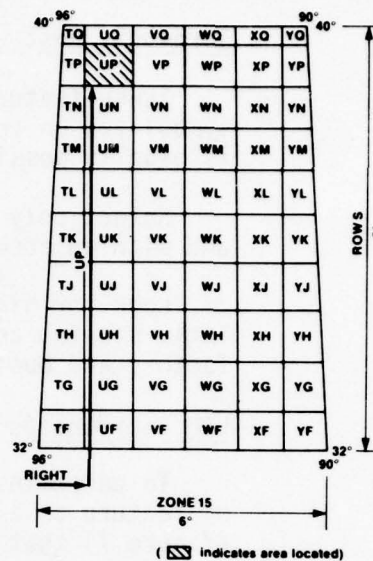 96° 90°
40° TQ UQ VQ WQ XQ YQ 40°
TP UP VP WP XP YP
TN UN VN WN XN YN
TM UM VM WM XM YM
TL UL VL WL XL YL
TK UK VK WK XK YK
UP
ROWS
TJ UJ VJ WJ XJ YJ
TH UH VH WH XH YH
TG UG VG WG XG YG
TF UF VF WF XF YF
32° 32°
96° 90°
RIGHT
ZONE 15
6°
( indicates area located)